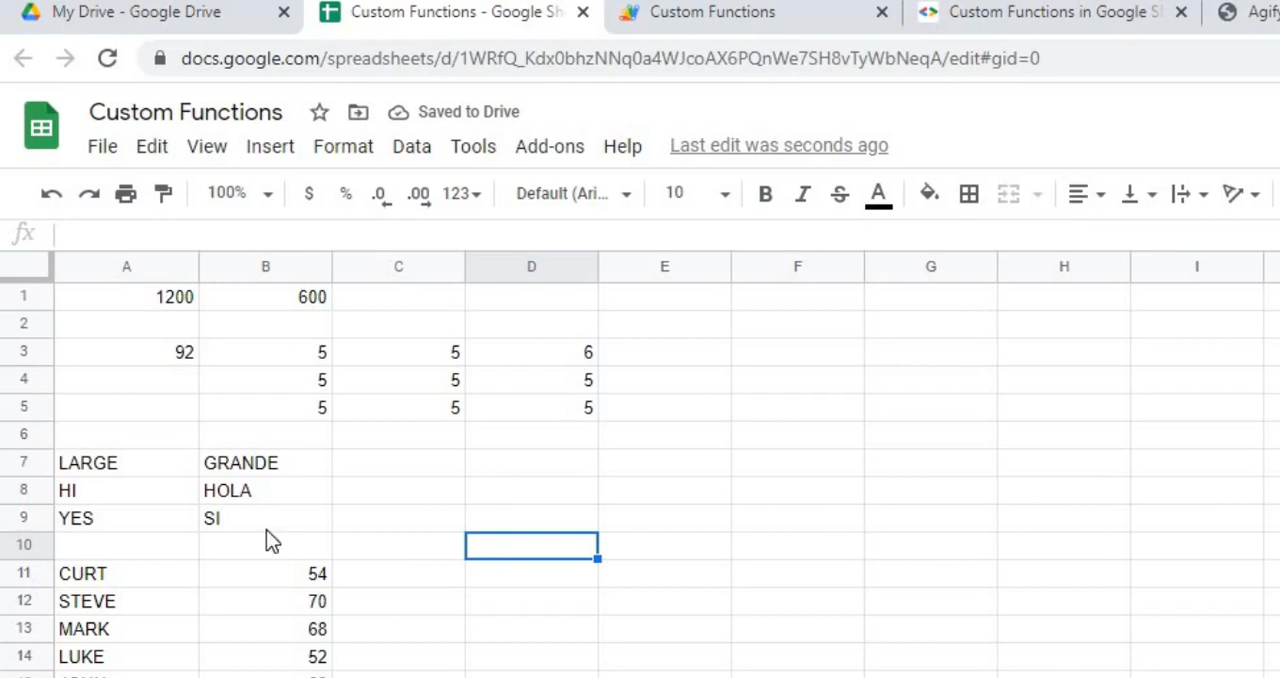 My Drive - Google Drive × Custom Functions - Google Sh × Custom Functions × Custom Functions in Google S × Agify
docs.google.com/spreadsheets/d/1WRfQ_Kdx0bhzNNq0a4WJcoAX6PQnWe7SH8vTyWbNeqA/edit#gid=0
Custom Functions Saved to Drive
File Edit View Insert Format Data Tools Add-ons Help Last edit was seconds ago
100% $ % .0 .00 123 Default (Ari... 10 B I S A
fx
A B C D E F G H I
1 1200 600
2
3 92 5 5 6
4 5 5 5
5 5 5 5
6
7 LARGE GRANDE
8 HI HOLA
9 YES SI
10
11 CURT 54
12 STEVE 70
13 MARK 68
14 LUKE 52